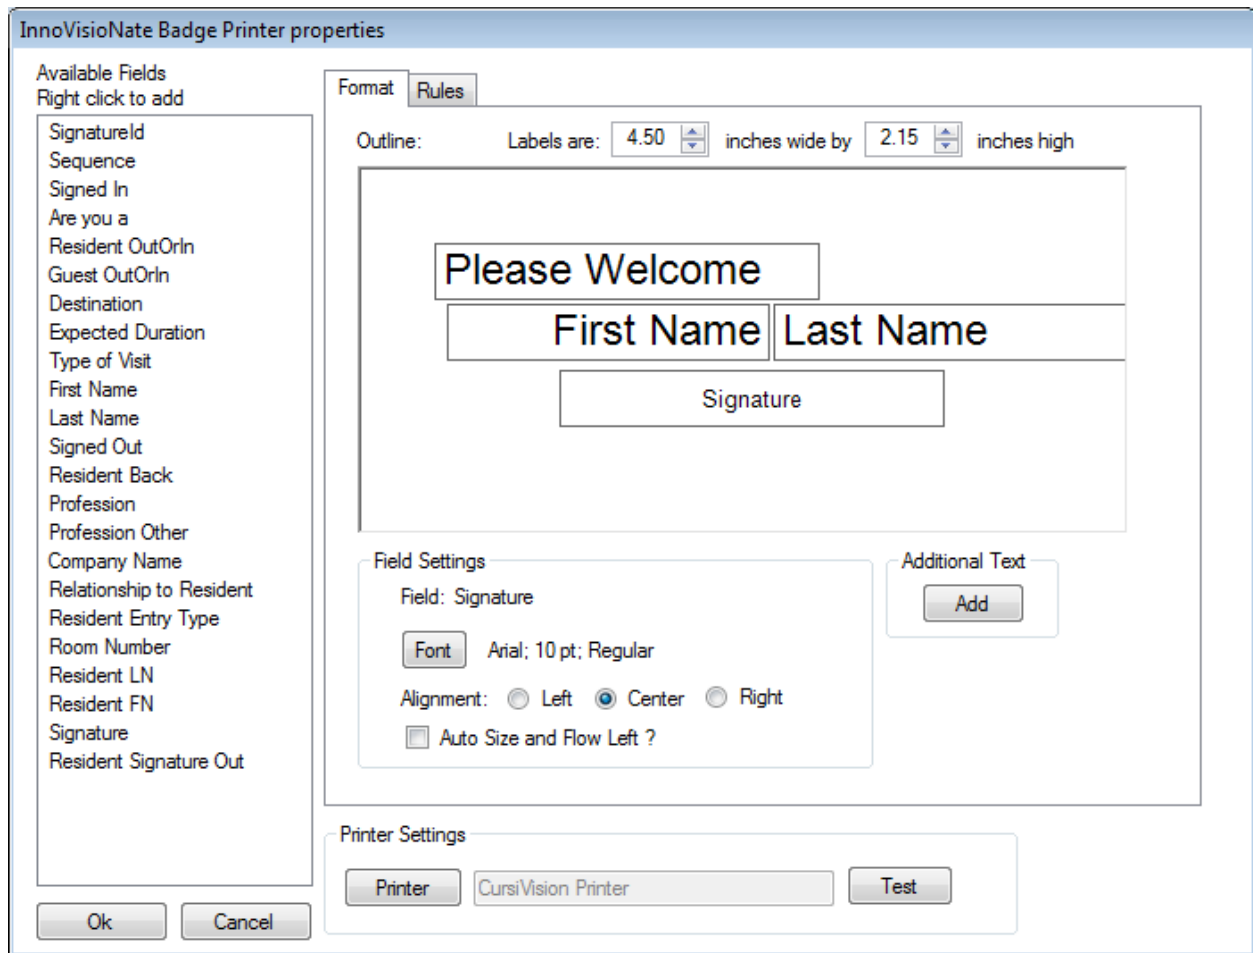 InnoVisioNate Badge Printer properties
Available Fields
Right click to add
SignatureId
Sequence
Signed In
Are you a
Resident OutOrIn
Guest OutOrIn
Destination
Expected Duration
Type of Visit
First Name
Last Name
Signed Out
Resident Back
Profession
Profession Other
Company Name
Relationship to Resident
Resident Entry Type
Room Number
Resident LN
Resident FN
Signature
Resident Signature Out
Ok Cancel
Format Rules
Outline: Labels are: 4.50 inches wide by 2.15 inches high
Please Welcome
First Name Last Name
Signature
Field Settings
Field: Signature
Font Arial; 10 pt; Regular
Alignment: Left Center Right
Auto Size and Flow Left ?
Additional Text
Add
Printer Settings
Printer CursiVision Printer Test